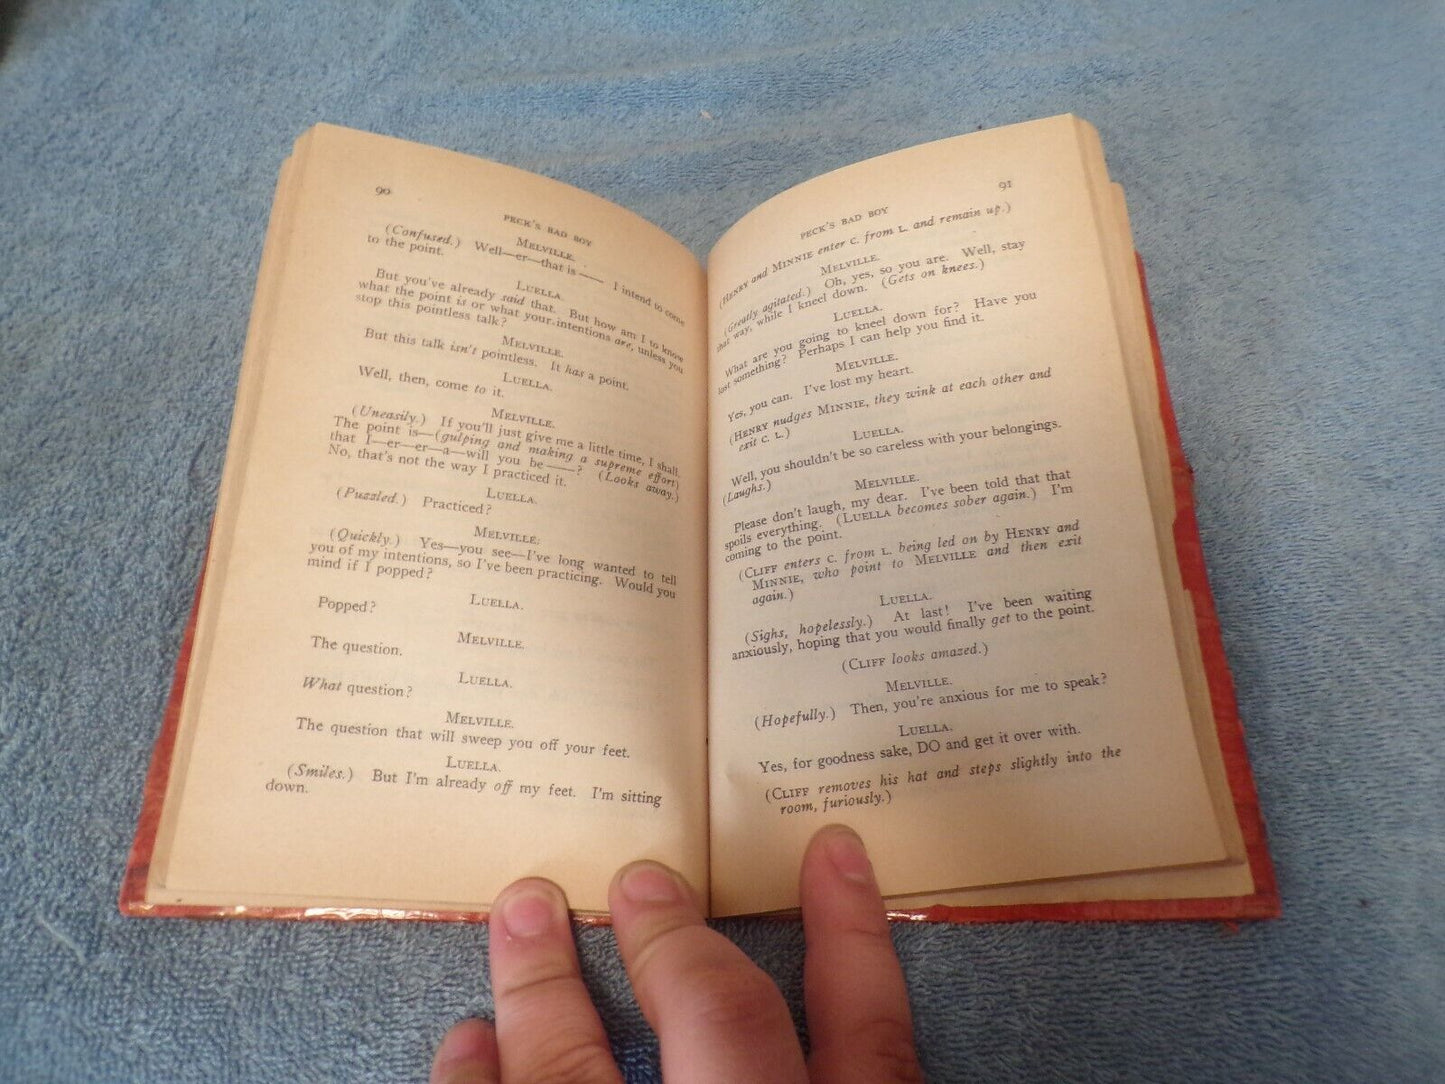 90
PECK'S BAD BOY
MELVILLE.
(Confused.) Well—er—that is —— I intend to come
to the point.
LUELLA.
But you've already said that. But how am I to know
what the point is or what your intentions are, unless you
stop this pointless talk?
MELVILLE.
But this talk isn't pointless. It has a point.
LUELLA.
Well, then, come to it.
MELVILLE.
(Uneasily.) If you'll just give me a little time, I shall.
The point is—(gulping and making a supreme effort)
that I—er—er—a—will you be ——? (Looks away.)
No, that's not the way I practiced it.
LUELLA.
(Puzzled.) Practiced?
MELVILLE:
(Quickly.) Yes—you see—I've long wanted to tell
you of my intentions, so I've been practicing. Would you
mind if I popped?
LUELLA.
Popped?
MELVILLE.
The question.
LUELLA.
What question?
MELVILLE.
The question that will sweep you off your feet.
LUELLA.
(Smiles.) But I'm already off my feet. I'm sitting
down.
91
PECK'S BAD BOY
(HENRY and MINNIE enter C. from L. and remain up.)
MELVILLE.
(Greatly agitated.) Oh, yes, so you are. Well, stay
that way, while I kneel down. (Gets on knees.)
LUELLA.
What are you going to kneel down for? Have you
lost something? Perhaps I can help you find it.
MELVILLE.
Yes, you can. I've lost my heart.
(HENRY nudges MINNIE, they wink at each other and
exit C. L.)
LUELLA.
Well, you shouldn't be so careless with your belongings.
(Laughs.)
MELVILLE.
Please don't laugh, my dear. I've been told that that
spoils everything. (LUELLA becomes sober again.) I'm
coming to the point.
(CLIFF enters C. from L. being led on by HENRY and
MINNIE, who point to MELVILLE and then exit
again.)
LUELLA.
(Sighs, hopelessly.) At last! I've been waiting
anxiously, hoping that you would finally get to the point.
(CLIFF looks amazed.)
MELVILLE.
(Hopefully.) Then, you're anxious for me to speak?
LUELLA.
Yes, for goodness sake, DO and get it over with.
(CLIFF removes his hat and steps slightly into the
room, furiously.)